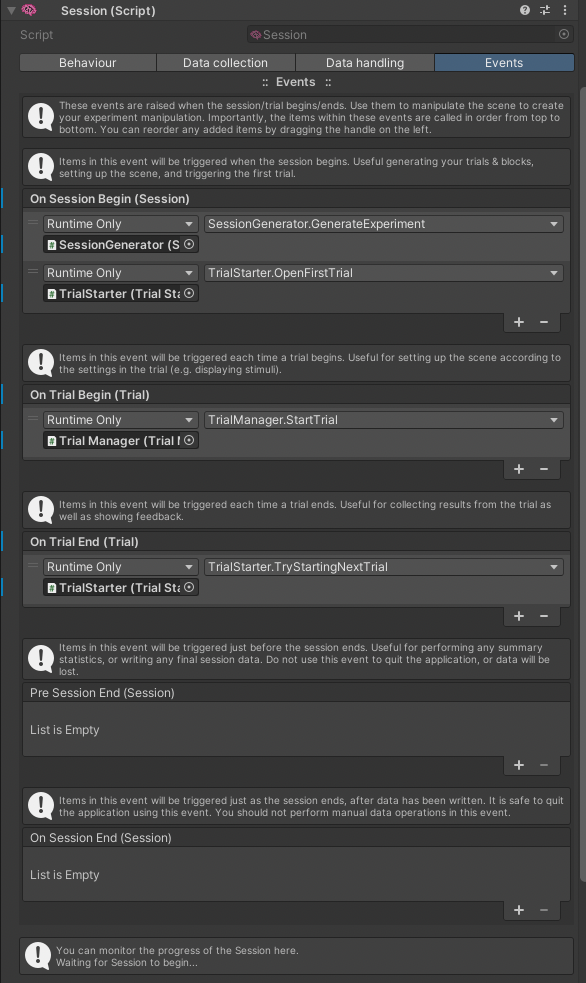 Session (Script)
Script
Session
Behaviour
Data collection
Data handling
Events
:: Events ::
These events are raised when the session/trial begins/ends. Use them to manipulate the scene to create
your experiment manipulation. Importantly, the items within these events are called in order from top to
bottom. You can reorder any added items by dragging the handle on the left.
Items in this event will be triggered when the session begins. Useful generating your trials & blocks,
setting up the scene, and triggering the first trial.
On Session Begin (Session)
Runtime Only
SessionGenerator.GenerateExperiment
SessionGenerator (S
Runtime Only
TrialStarter.OpenFirstTrial
TrialStarter (Trial Sta
+ −
Items in this event will be triggered each time a trial begins. Useful for setting up the scene according to
the settings in the trial (e.g. displaying stimuli).
On Trial Begin (Trial)
Runtime Only
TrialManager.StartTrial
Trial Manager (Trial M
+ −
Items in this event will be triggered each time a trial ends. Useful for collecting results from the trial as
well as showing feedback.
On Trial End (Trial)
Runtime Only
TrialStarter.TryStartingNextTrial
TrialStarter (Trial Sta
+ −
Items in this event will be triggered just before the session ends. Useful for performing any summary
statistics, or writing any final session data. Do not use this event to quit the application, or data will be
lost.
Pre Session End (Session)
List is Empty
+ −
Items in this event will be triggered just as the session ends, after data has been written. It is safe to quit
the application using this event. You should not perform manual data operations in this event.
On Session End (Session)
List is Empty
+ −
You can monitor the progress of the Session here.
Waiting for Session to begin...